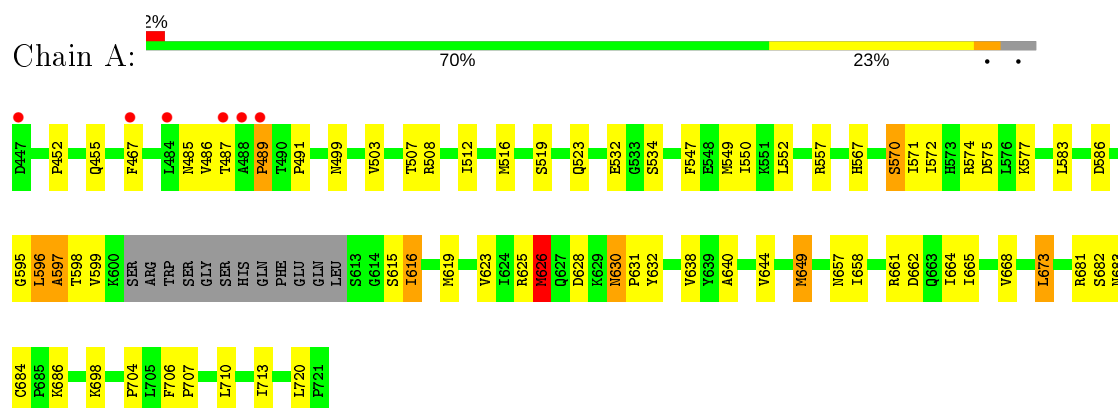 2%
Chain A:
70% 23% • •
D447 P452 Q455 F467 L484 N485 V486 T487 A488 P489 T490 P491 N499 V503 T507 R508 I512 M516 S519 Q523 E532 G533 S534 F547 E548 M549 I550 K551 L552 R557 H567 S570 I571 I572 H573 R574 D575 L576 K577 L583 D586
G595 L596 A597 T598 V599 K600 SER ARG TRP SER GLY SER HIS GLN PHE GLU GLN LEU S613 G614 S615 I616 M619 V623 I624 R625 M626 Q627 D628 K629 N630 P631 Y632 V638 Y639 A640 V644 M649 N657 I658 R661 D662 Q663 I664 I665 V668 L673 R681 S682 N683
C684 P685 K686 K698 P704 L705 F706 P707 L710 I713 L720 P721